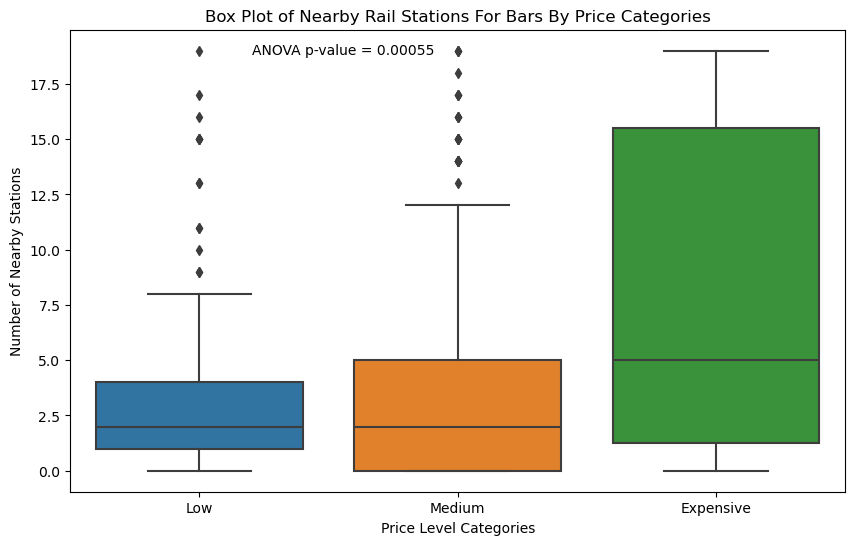 Box Plot of Nearby Rail Stations For Bars By Price Categories
ANOVA p-value = 0.00055
Number of Nearby Stations
17.5
15.0
12.5
10.0
7.5
5.0
2.5
0.0
Low Medium Expensive
Price Level Categories